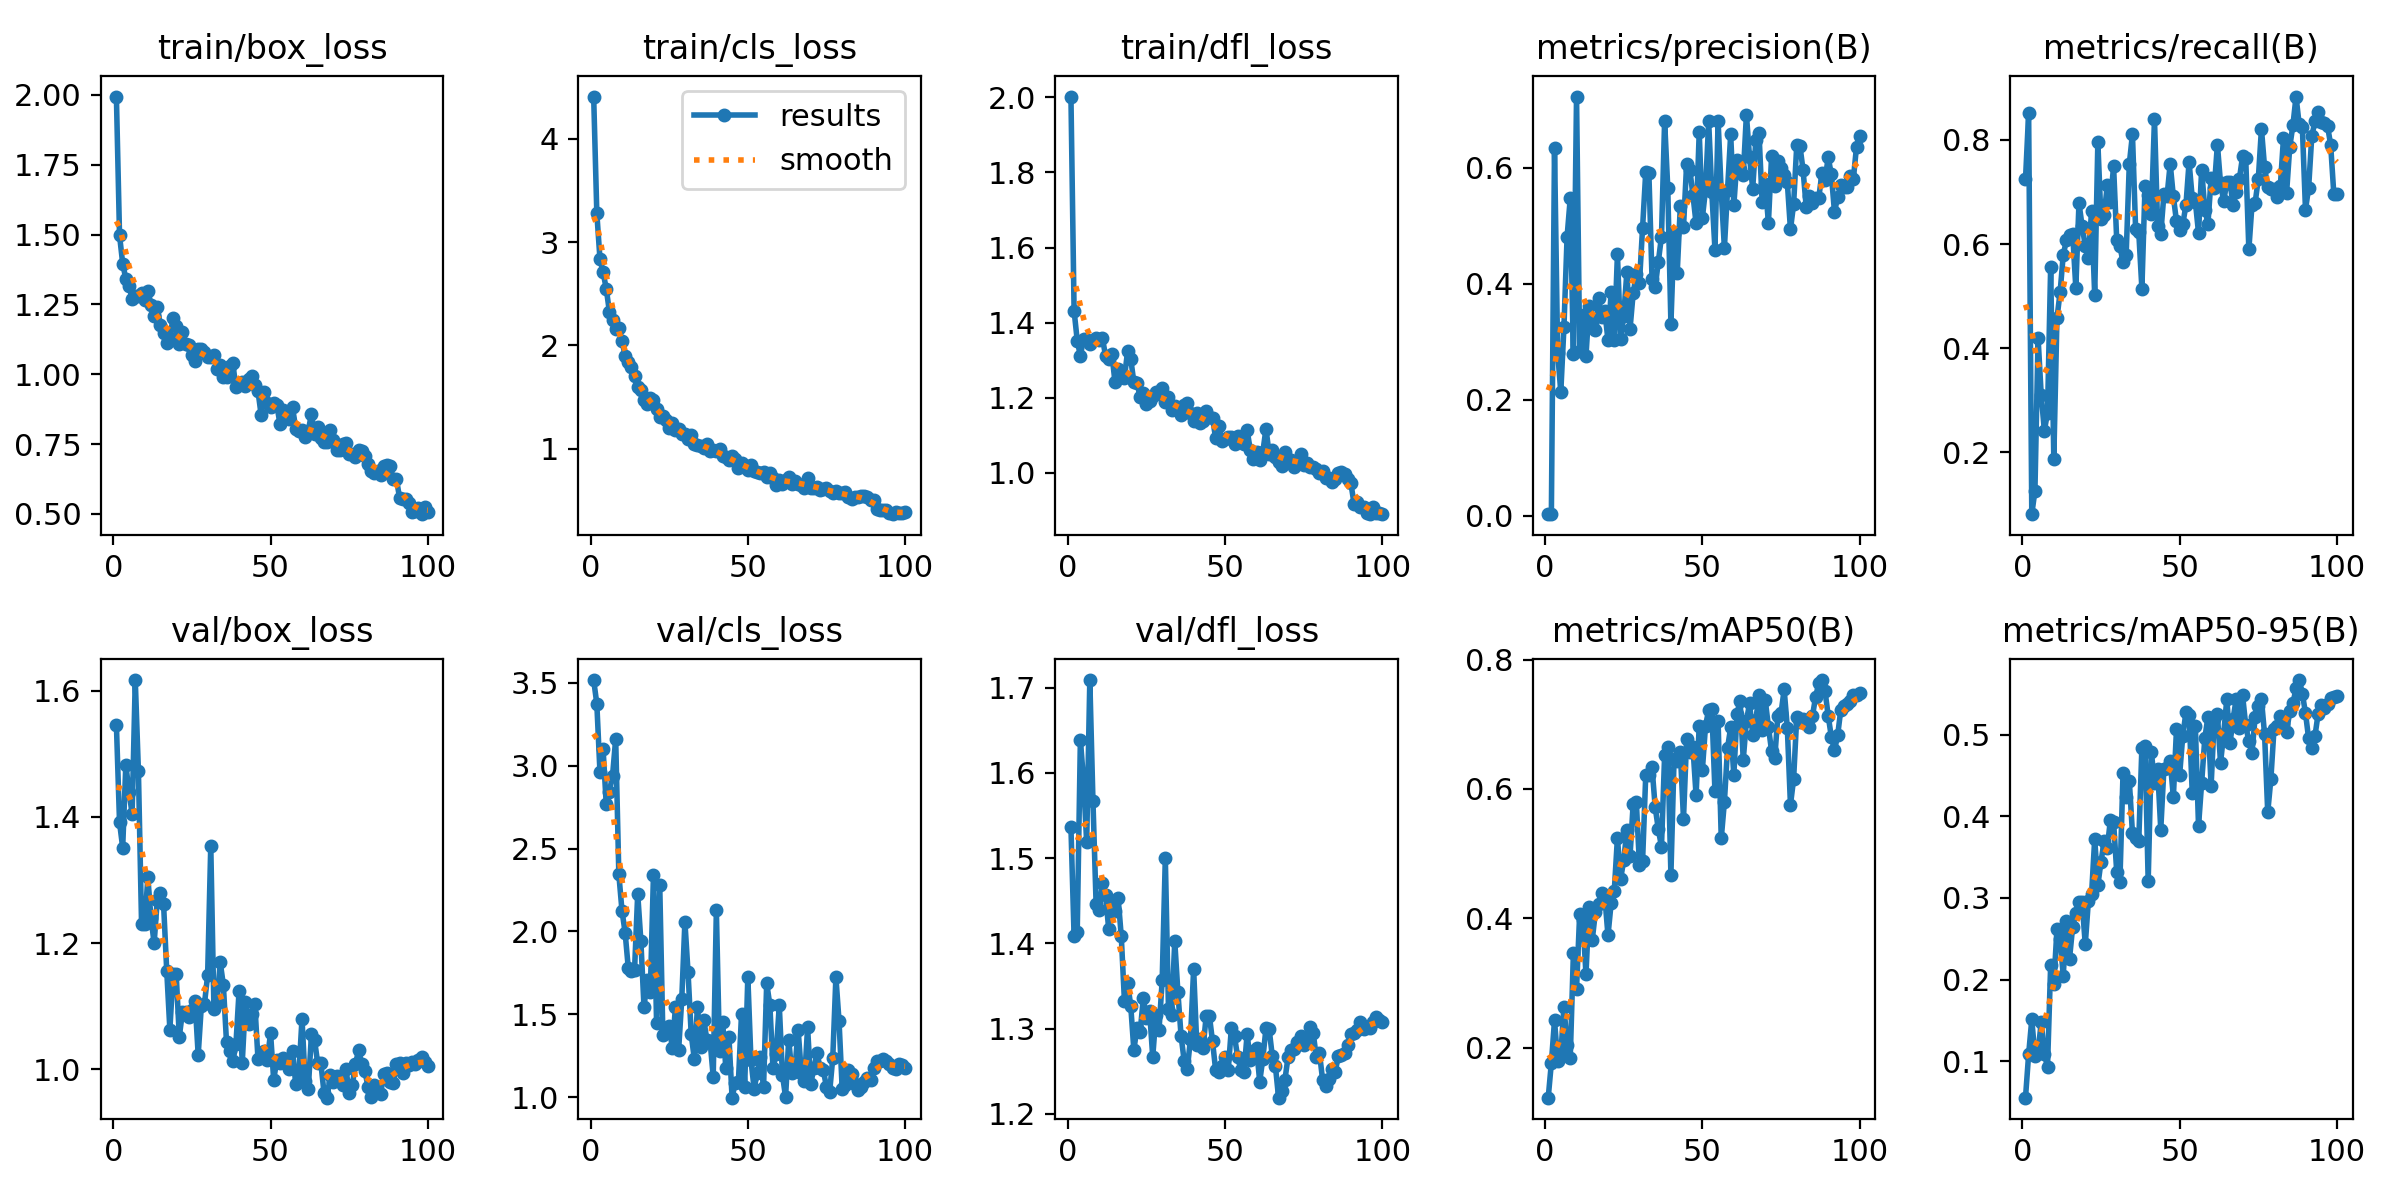 train/box_loss
2.00
1.75
1.50
1.25
1.00
0.75
0.50
0 50 100
train/cls_loss
results
smooth
4
3
2
1
0 50 100
train/dfl_loss
2.0
1.8
1.6
1.4
1.2
1.0
0 50 100
metrics/precision(B)
0.6
0.4
0.2
0.0
0 50 100
metrics/recall(B)
0.8
0.6
0.4
0.2
0 50 100
val/box_loss
1.6
1.4
1.2
1.0
0 50 100
val/cls_loss
3.5
3.0
2.5
2.0
1.5
1.0
0 50 100
val/dfl_loss
1.7
1.6
1.5
1.4
1.3
1.2
0 50 100
metrics/mAP50(B)
0.8
0.6
0.4
0.2
0 50 100
metrics/mAP50-95(B)
0.5
0.4
0.3
0.2
0.1
0 50 100